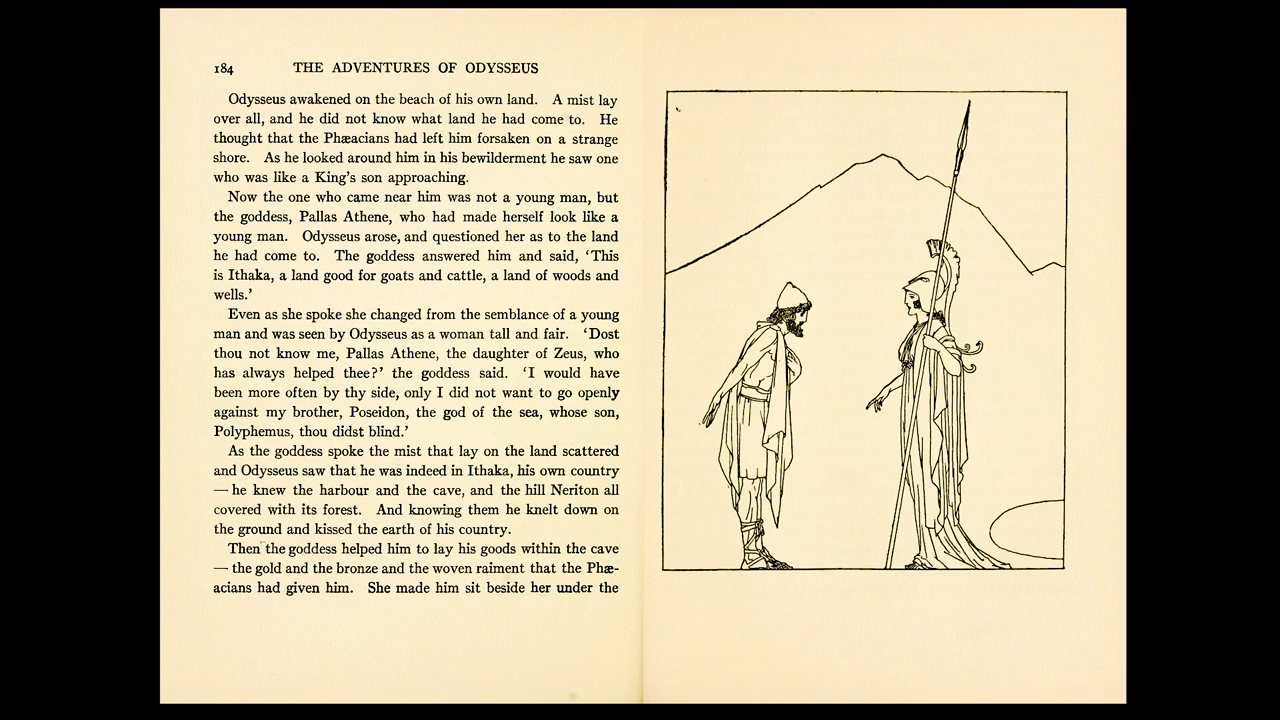 184 THE ADVENTURES OF ODYSSEUS
Odysseus awakened on the beach of his own land. A mist lay
over all, and he did not know what land he had come to. He
thought that the Phæacians had left him forsaken on a strange
shore. As he looked around him in his bewilderment he saw one
who was like a King's son approaching.
Now the one who came near him was not a young man, but
the goddess, Pallas Athene, who had made herself look like a
young man. Odysseus arose, and questioned her as to the land
he had come to. The goddess answered him and said, ‘This
is Ithaka, a land good for goats and cattle, a land of woods and
wells.’
Even as she spoke she changed from the semblance of a young
man and was seen by Odysseus as a woman tall and fair. ‘Dost
thou not know me, Pallas Athene, the daughter of Zeus, who
has always helped thee?’ the goddess said. ‘I would have
been more often by thy side, only I did not want to go openly
against my brother, Poseidon, the god of the sea, whose son,
Polyphemus, thou didst blind.’
As the goddess spoke the mist that lay on the land scattered
and Odysseus saw that he was indeed in Ithaka, his own country
— he knew the harbour and the cave, and the hill Neriton all
covered with its forest. And knowing them he knelt down on
the ground and kissed the earth of his country.
Then the goddess helped him to lay his goods within the cave
— the gold and the bronze and the woven raiment that the Phæ-
acians had given him. She made him sit beside her under the